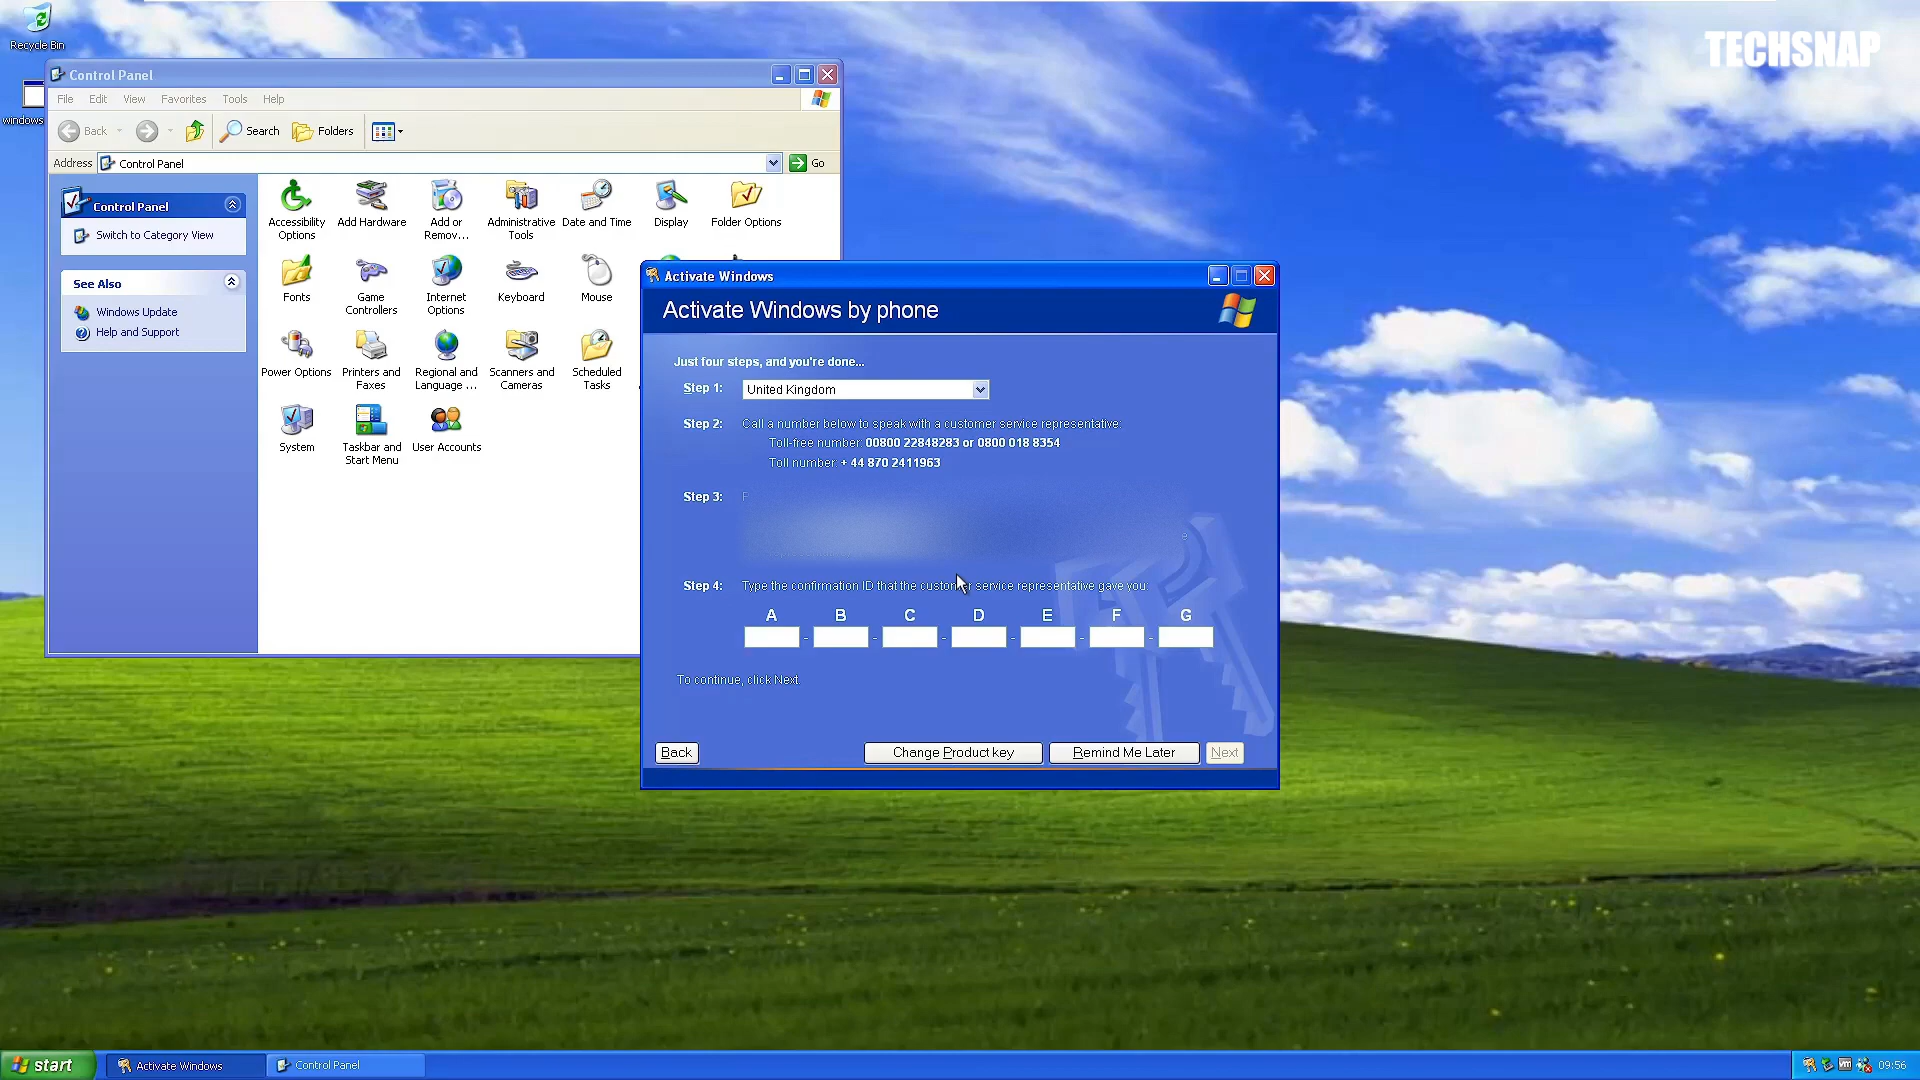 Recycle Bin
TECHSNAP
windows
Control Panel
File Edit View Favorites Tools Help
Back Search Folders
Address Control Panel Go
Control Panel
Switch to Category View
See Also
Windows Update
Help and Support
Accessibility Options
Add Hardware
Add or Remov...
Administrative Tools
Date and Time
Display
Folder Options
Fonts
Game Controllers
Internet Options
Keyboard
Mouse
Power Options
Printers and Faxes
Regional and Language ...
Scanners and Cameras
Scheduled Tasks
System
Taskbar and Start Menu
User Accounts
Activate Windows
Activate Windows by phone
Just four steps, and you're done...
Step 1: United Kingdom
Step 2: Call a number below to speak with a customer service representative:
Toll-free number: 00800 22848283 or 0800 018 8354
Toll number: + 44 870 2411963
Step 3:
Step 4: Type the confirmation ID that the customer service representative gave you:
A B C D E F G
- - - - - -
To continue, click Next.
Back Change Product key Remind Me Later Next
start Activate Windows Control Panel 09:56